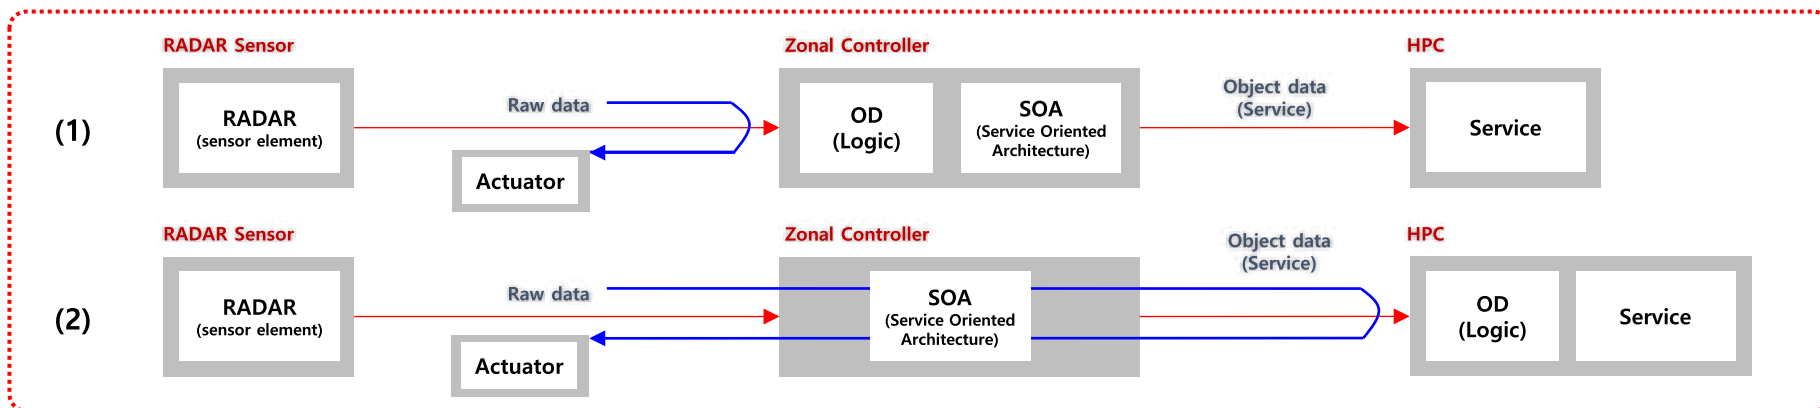 RADAR Sensor
Zonal Controller
HPC
(1)
RADAR
(sensor element)
Raw data
Actuator
OD
(Logic)
SOA
(Service Oriented
Architecture)
Object data
(Service)
Service
RADAR Sensor
Zonal Controller
HPC
(2)
RADAR
(sensor element)
Raw data
Actuator
SOA
(Service Oriented
Architecture)
Object data
(Service)
OD
(Logic)
Service